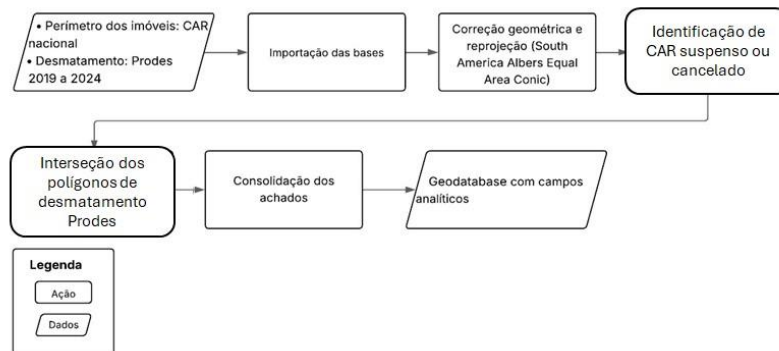 • Perímetro dos imóveis: CAR
nacional
• Desmatamento: Prodes
2019 a 2024
Importação das bases
Correção geométrica e
reprojeção (South
America Albers Equal
Area Conic)
Identificação de
CAR suspenso ou
cancelado
Interseção dos
polígonos de
desmatamento
Prodes
Consolidação dos
achados
Geodatabase com campos
analíticos
Legenda
Ação
Dados